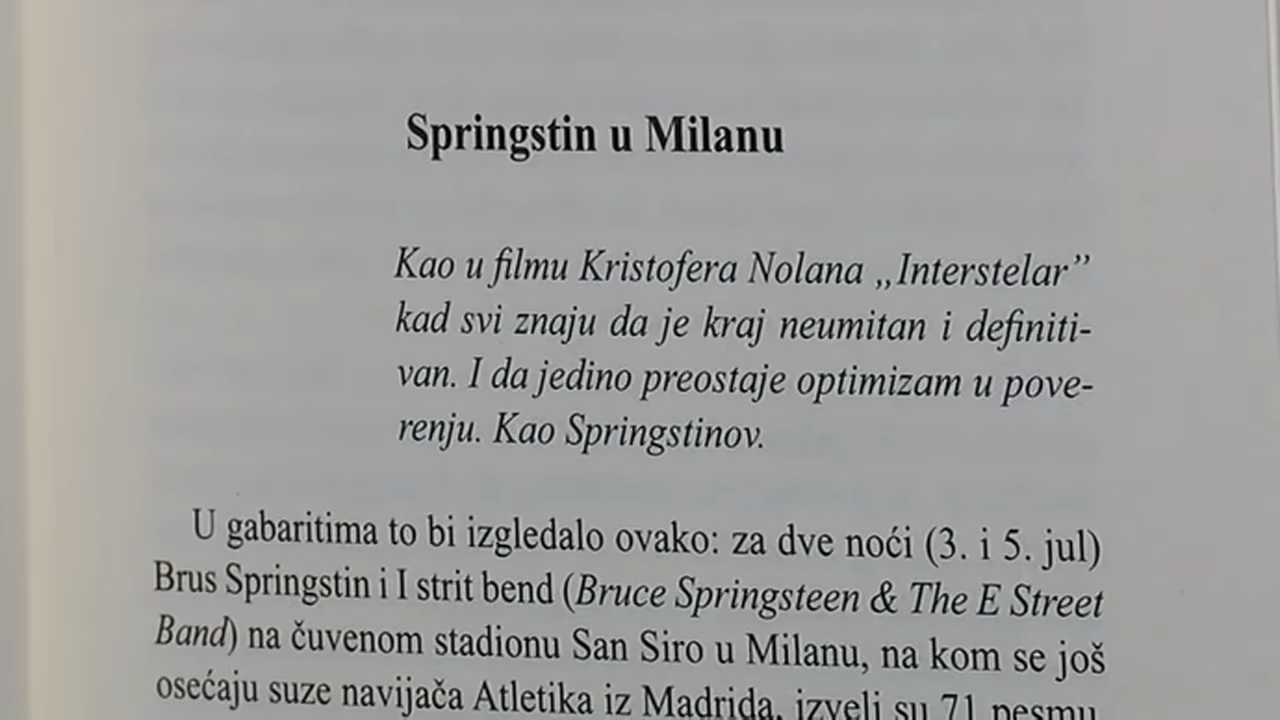 Springstin u Milanu
Kao u filmu Kristofera Nolana „Interstelar”
kad svi znaju da je kraj neumitan i definiti-
van. I da jedino preostaje optimizam u pove-
renju. Kao Springstinov.
U gabaritima to bi izgledalo ovako: za dve noći (3. i 5. jul)
Brus Springstin i I strit bend (Bruce Springsteen & The E Street
Band) na čuvenom stadionu San Siro u Milanu, na kom se još
osećaju suze navijača Atletika iz Madrida, izveli su 71 pesmu,